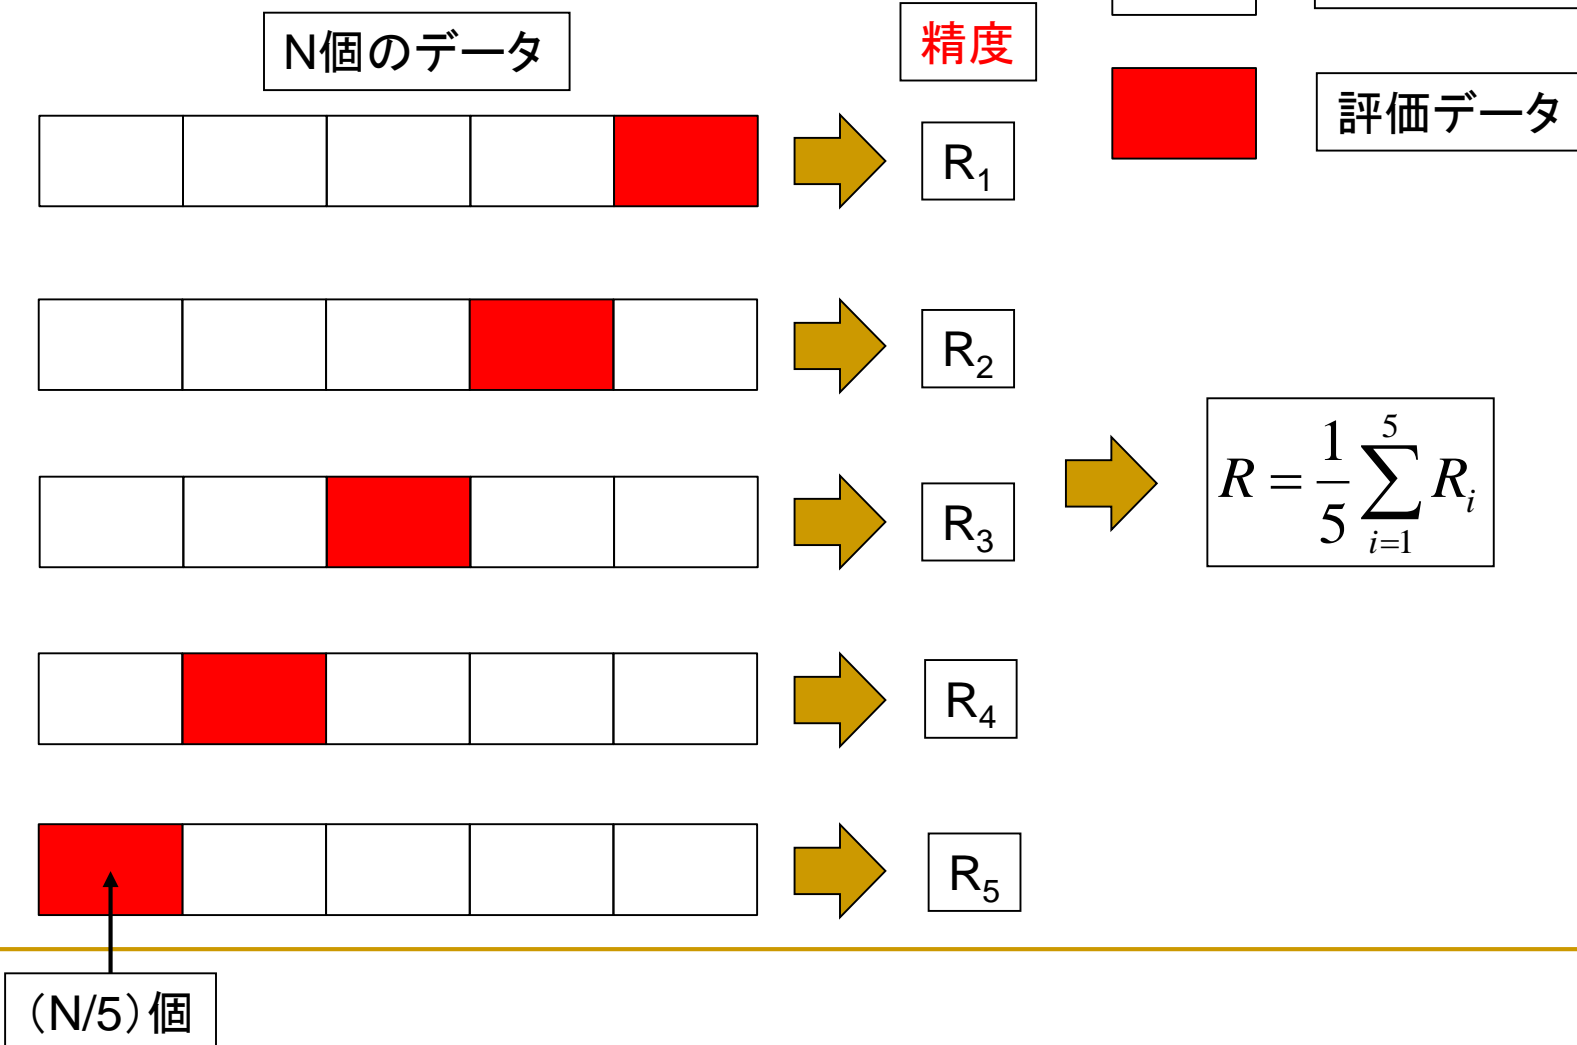 N個のデータ
精度
評価データ
R₁
R₂
R₃
R₄
R₅
R = 1/5 ∑_{i=1}^{5} R_i
（N/5）個